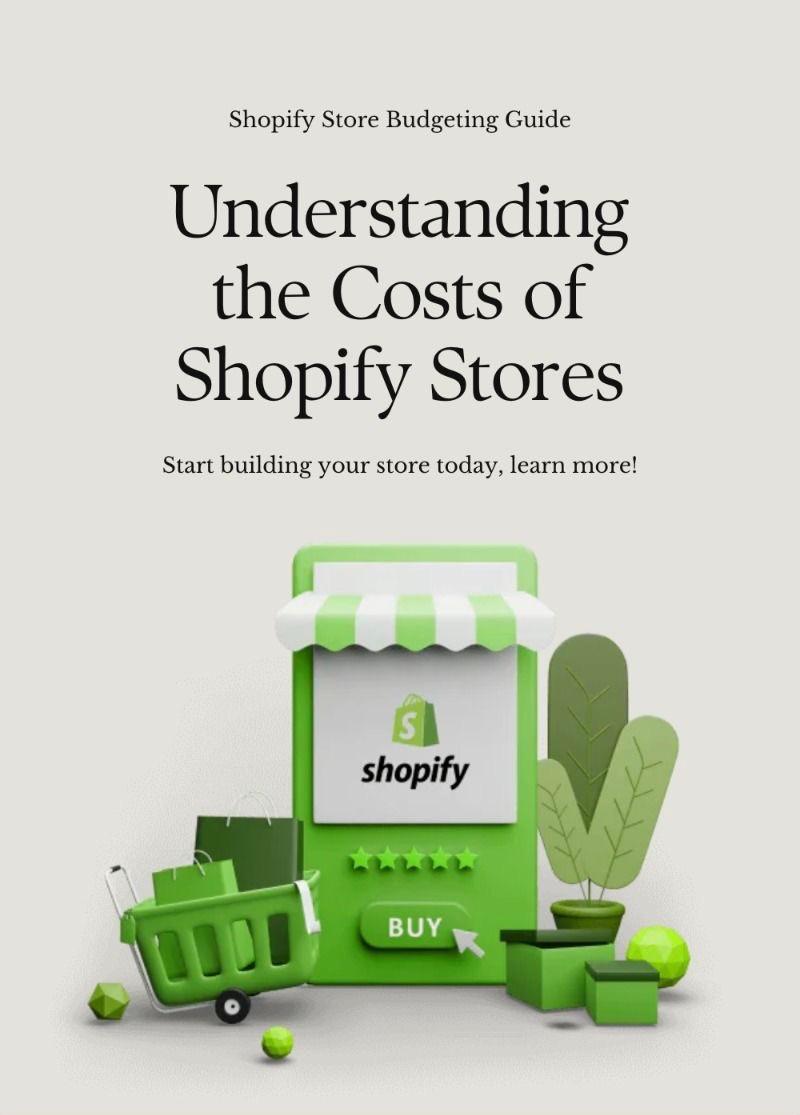 Shopify Store Budgeting Guide
Understanding
the Costs of
Shopify Stores
Start building your store today, learn more!
S
shopify
BUY